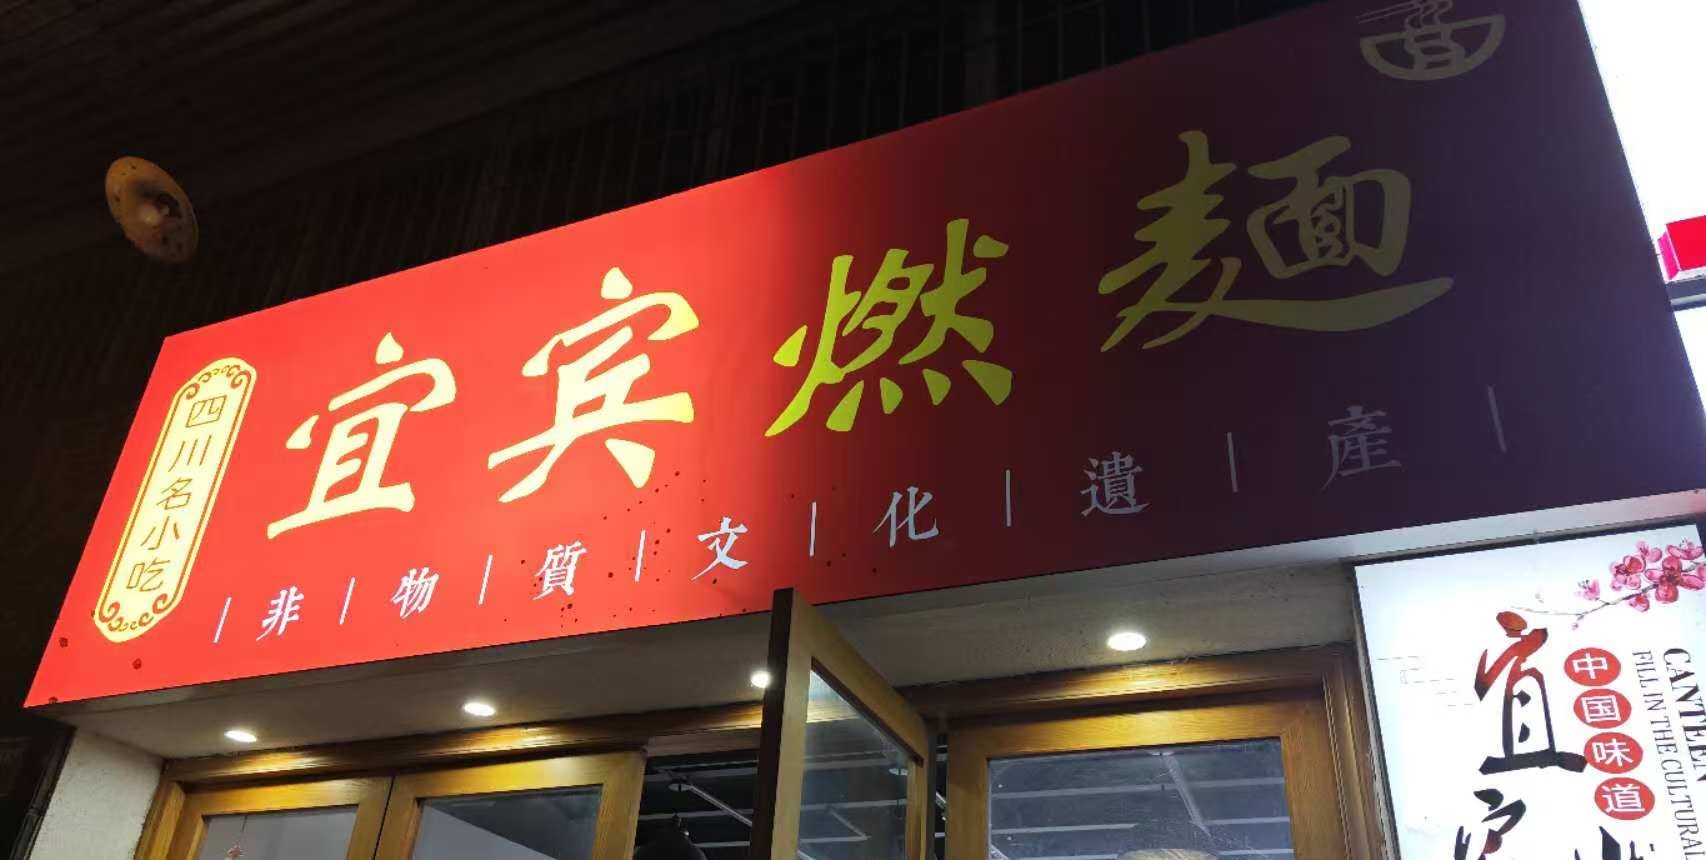 四川名小吃
宜宾燃麺
非|物|質|文|化|遺|產
宜
中国味道
CANTEEN
FILL IN THE CULTURAL